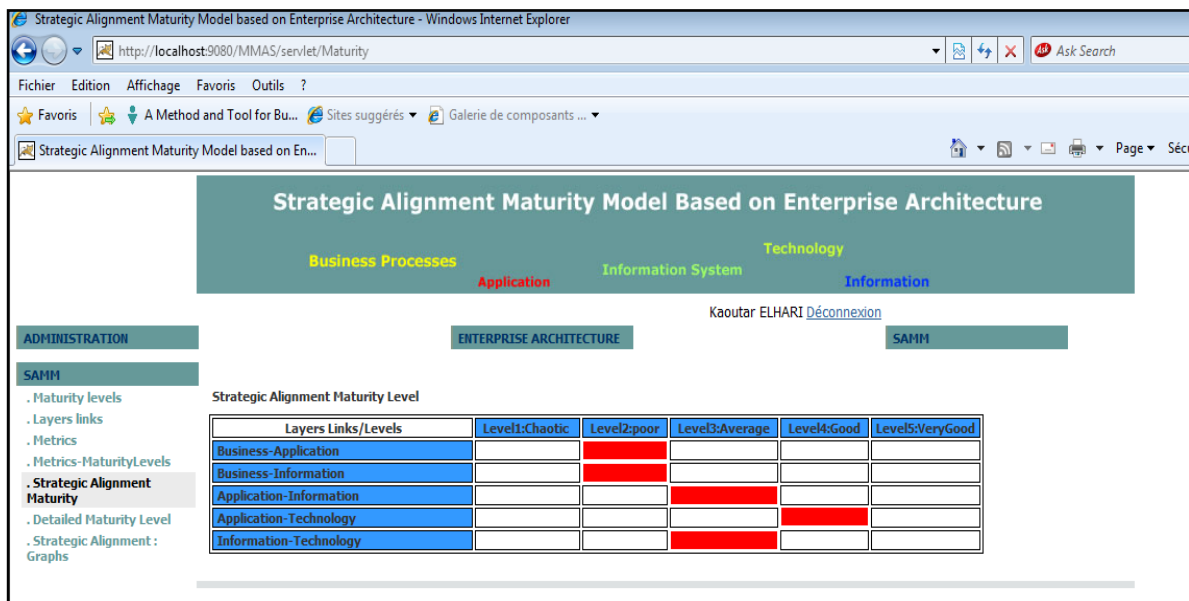 Strategic Alignment Maturity Model based on Enterprise Architecture - Windows Internet Explorer
http://localhost:9080/MMAS/servlet/Maturity
Ask Search
Fichier Edition Affichage Favoris Outils ?
Favoris A Method and Tool for Bu... Sites suggérés Galerie de composants ...
Strategic Alignment Maturity Model based on En... Page Sécu
Strategic Alignment Maturity Model Based on Enterprise Architecture
Technology
Business Processes
Information System
Application
Information
Kaoutar ELHARI Déconnexion
ADMINISTRATION ENTERPRISE ARCHITECTURE SAMM
SAMM
. Maturity levels
. Layers links
. Metrics
. Metrics-MaturityLevels
. Strategic Alignment
Maturity
. Detailed Maturity Level
. Strategic Alignment :
Graphs
Strategic Alignment Maturity Level
Layers Links/Levels Level1:Chaotic Level2:poor Level3:Average Level4:Good Level5:VeryGood
Business-Application
Business-Information
Application-Information
Application-Technology
Information-Technology